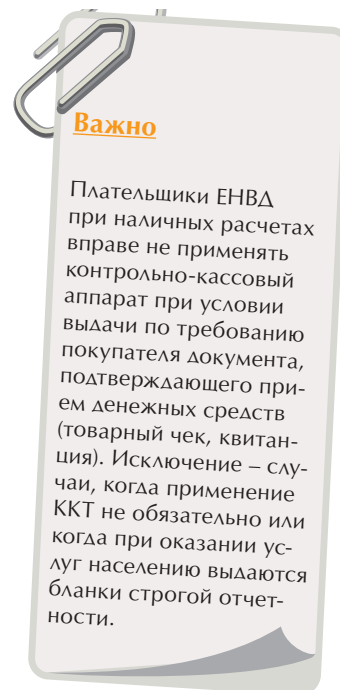 Важно
Плательщики ЕНВД
при наличных расчетах
вправе не применять
контрольно-кассовый
аппарат при условии
выдачи по требованию
покупателя документа,
подтверждающего при-
ем денежных средств
(товарный чек, квитан-
ция). Исключение – слу-
чаи, когда применение
ККТ не обязательно или
когда при оказании ус-
луг населению выдаются
бланки строгой отчет-
ности.